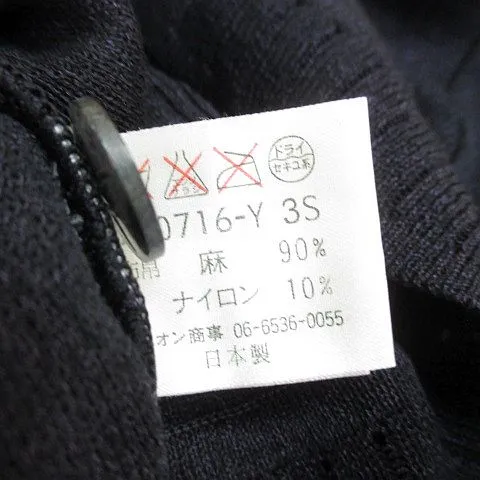 ドライ
セキユ系
0716-Y 3S
麻 90%
ナイロン 10%
オン商事 06-6536-0055
日本製